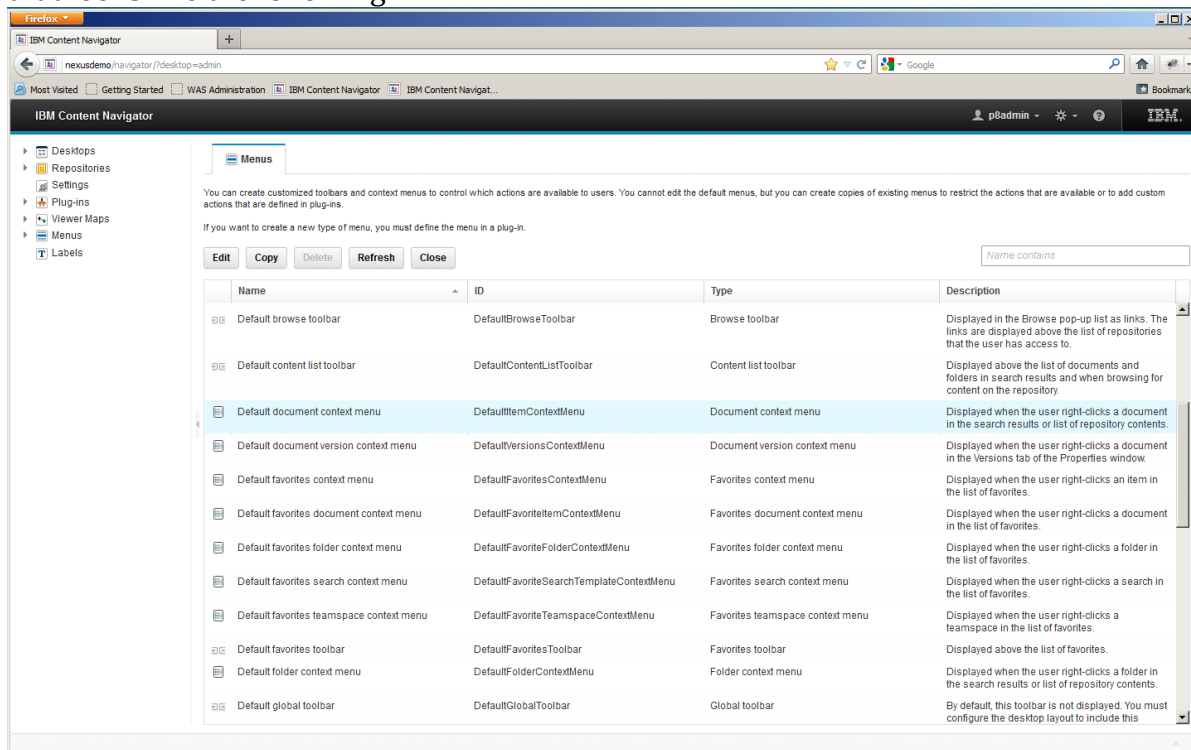 Firefox
IBM Content Navigator
+
nexusdemo/navigator/?desktop=admin
Google
Most Visited Getting Started WAS Administration IBM Content Navigator IBM Content Navigat...
Bookmark
IBM Content Navigator
p8admin
IBM.
Desktops
Repositories
Settings
Plug-ins
Viewer Maps
Menus
Labels
Menus
You can create customized toolbars and context menus to control which actions are available to users. You cannot edit the default menus, but you can create copies of existing menus to restrict the actions that are available or to add custom
actions that are defined in plug-ins.
If you want to create a new type of menu, you must define the menu in a plug-in.
Edit Copy Delete Refresh Close
Name contains
Name ID Type Description
Default browse toolbar DefaultBrowseToolbar Browse toolbar Displayed in the Browse pop-up list as links. The
links are displayed above the list of repositories
that the user has access to.
Default content list toolbar DefaultContentListToolbar Content list toolbar Displayed above the list of documents and
folders in search results and when browsing for
content on the repository.
Default document context menu DefaultItemContextMenu Document context menu Displayed when the user right-clicks a document
in the search results or list of repository contents.
Default document version context menu DefaultVersionsContextMenu Document version context menu Displayed when the user right-clicks a document
in the Versions tab of the Properties window.
Default favorites context menu DefaultFavoritesContextMenu Favorites context menu Displayed when the user right-clicks an item in
the list of favorites.
Default favorites document context menu DefaultFavoriteItemContextMenu Favorites document context menu Displayed when the user right-clicks a document
in the list of favorites.
Default favorites folder context menu DefaultFavoriteFolderContextMenu Favorites folder context menu Displayed when the user right-clicks a folder in
the list of favorites.
Default favorites search context menu DefaultFavoriteSearchTemplateContextMenu Favorites search context menu Displayed when the user right-clicks a search in
the list of favorites.
Default favorites teamspace context menu DefaultFavoriteTeamspaceContextMenu Favorites teamspace context menu Displayed when the user right-clicks a
teamspace in the list of favorites.
Default favorites toolbar DefaultFavoritesToolbar Favorites toolbar Displayed above the list of favorites.
Default folder context menu DefaultFolderContextMenu Folder context menu Displayed when the user right-clicks a folder in
the search results or list of repository contents.
Default global toolbar DefaultGlobalToolbar Global toolbar By default, this toolbar is not displayed. You must
configure the desktop layout to include this